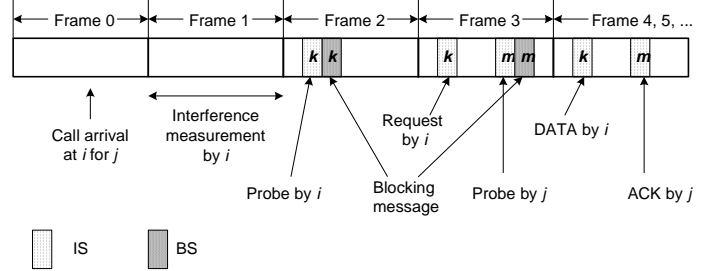 Frame 0 Frame 1 Frame 2 Frame 3 Frame 4, 5, ...
k k k m m k m
Call arrival
at i for j
Interference
measurement
by i
Request
by i
DATA by i
Probe by i
Blocking
message
Probe by j
ACK by j
IS
BS